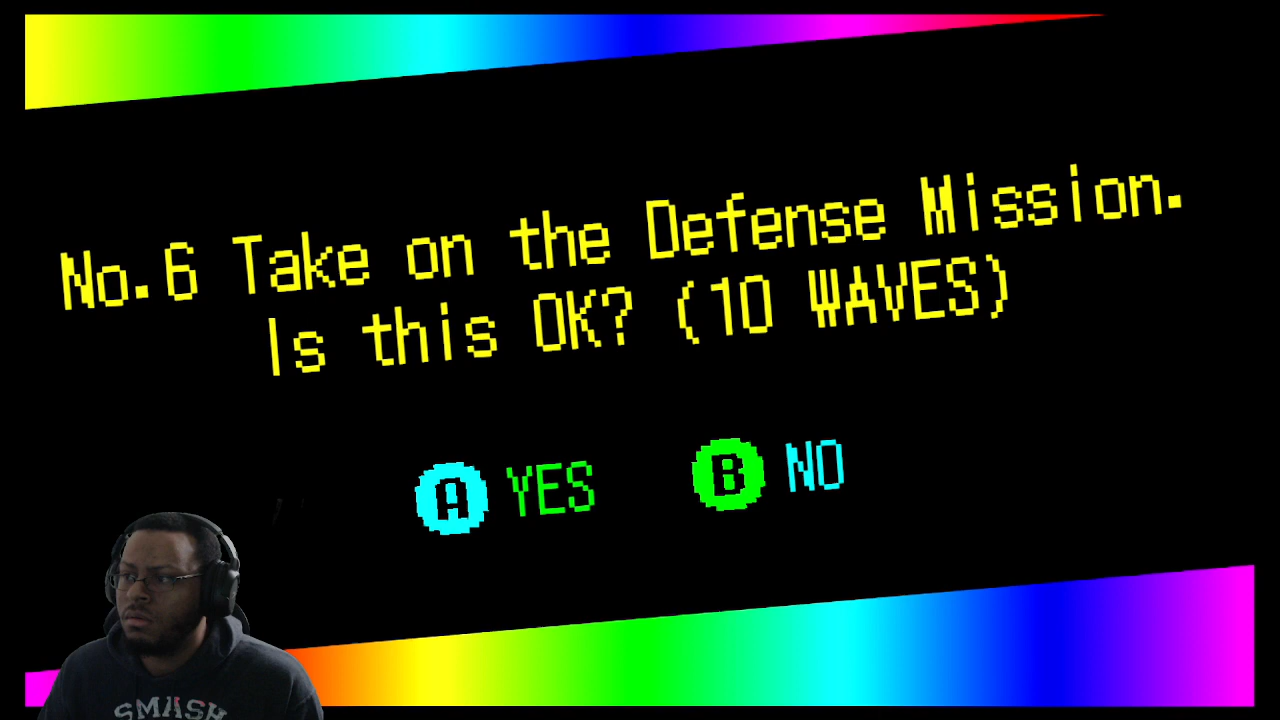 No.6 Take on the Defense Mission.
Is this OK? (10 WAVES)
A YES B NO
SMASH